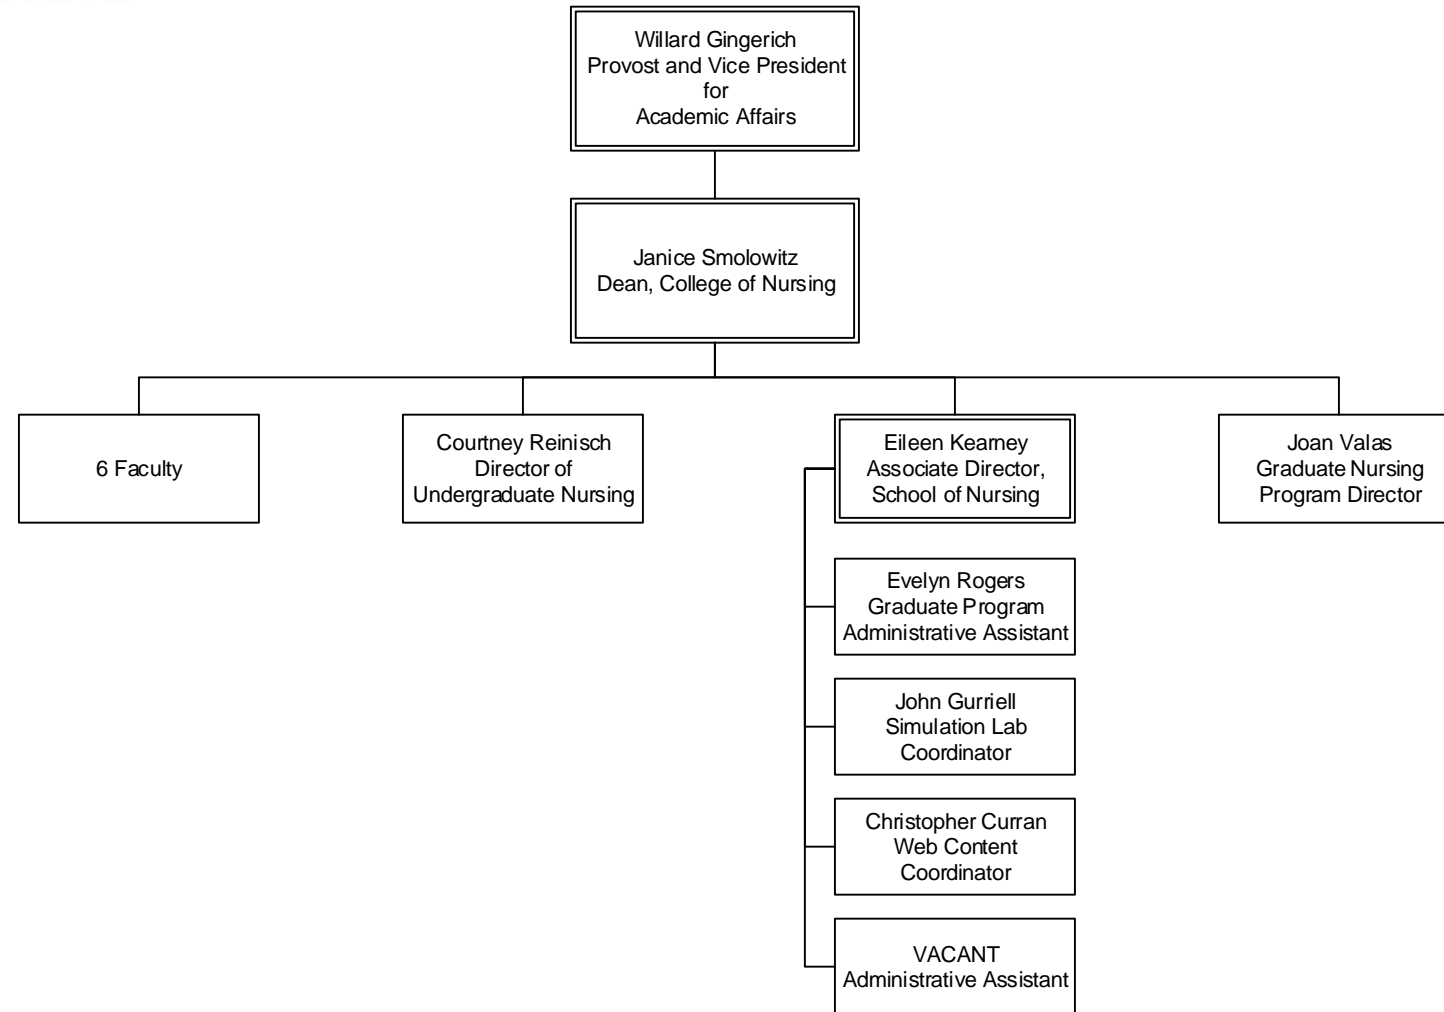 Willard Gingerich
Provost and Vice President
for
Academic Affairs
Janice Smolowitz
Dean, College of Nursing
6 Faculty
Courtney Reinisch
Director of
Undergraduate Nursing
Eileen Kearney
Associate Director,
School of Nursing
Joan Valas
Graduate Nursing
Program Director
Evelyn Rogers
Graduate Program
Administrative Assistant
John Gurriell
Simulation Lab
Coordinator
Christopher Curran
Web Content
Coordinator
VACANT
Administrative Assistant